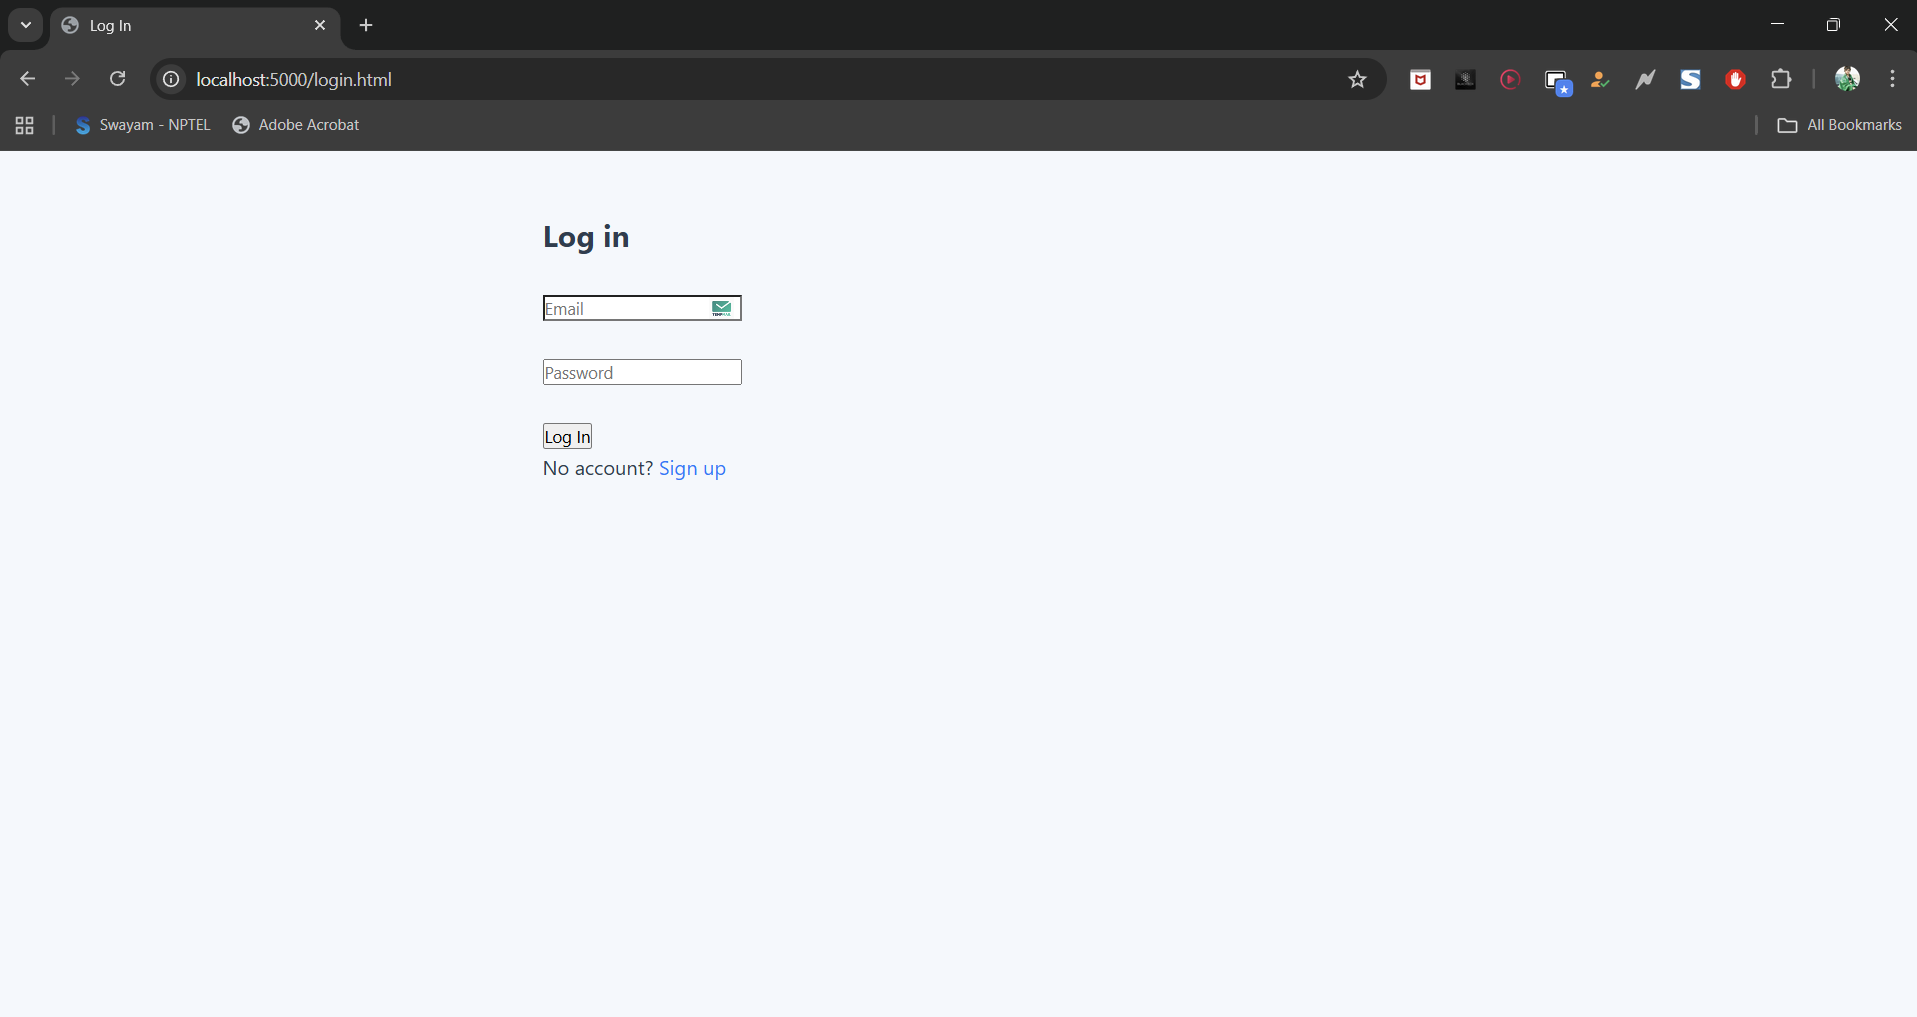 Log In
localhost:5000/login.html
Swayam - NPTEL
Adobe Acrobat
All Bookmarks
Log in
Email
Password
Log In
No account? Sign up